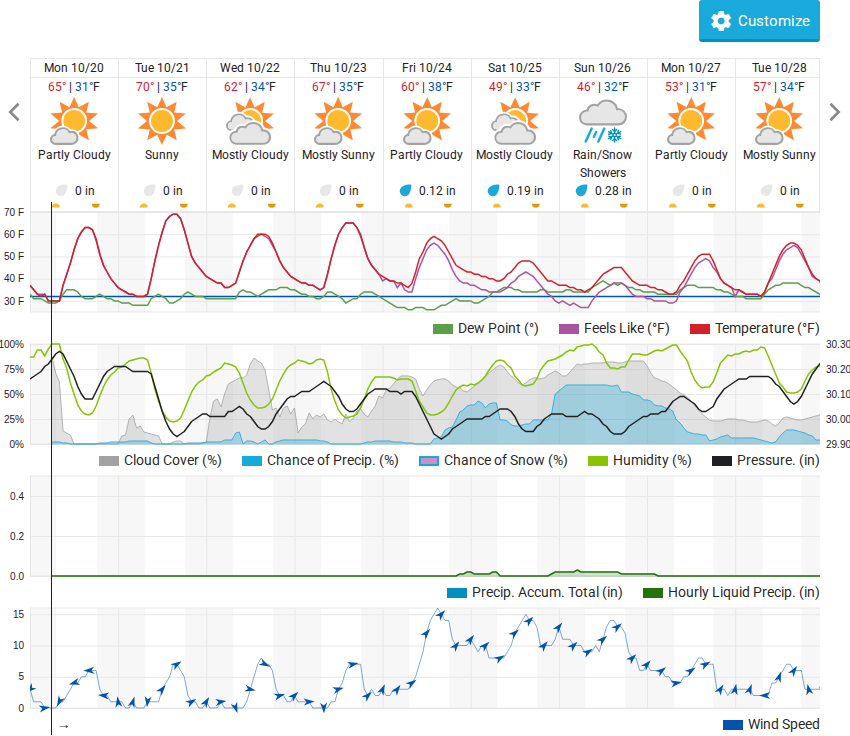 Customize
Mon 10/20 Tue 10/21 Wed 10/22 Thu 10/23 Fri 10/24 Sat 10/25 Sun 10/26 Mon 10/27 Tue 10/28
65° | 31°F 70° | 35°F 62° | 34°F 67° | 35°F 60° | 38°F 49° | 33°F 46° | 32°F 53° | 31°F 57° | 34°F
Partly Cloudy Sunny Mostly Cloudy Mostly Sunny Partly Cloudy Mostly Cloudy Rain/Snow Partly Cloudy Mostly Sunny
Showers
0 in 0 in 0 in 0 in 0.12 in 0.19 in 0.28 in 0 in 0 in
70 F
60 F
50 F
40 F
30 F
Dew Point (°) Feels Like (°F) Temperature (°F)
100% 30.30
75% 30.20
50% 30.10
25% 30.00
0% 29.90
Cloud Cover (%) Chance of Precip. (%) Chance of Snow (%) Humidity (%) Pressure. (in)
0.4
0.2
0.0
Precip. Accum. Total (in) Hourly Liquid Precip. (in)
15
10
5
0
→
Wind Speed